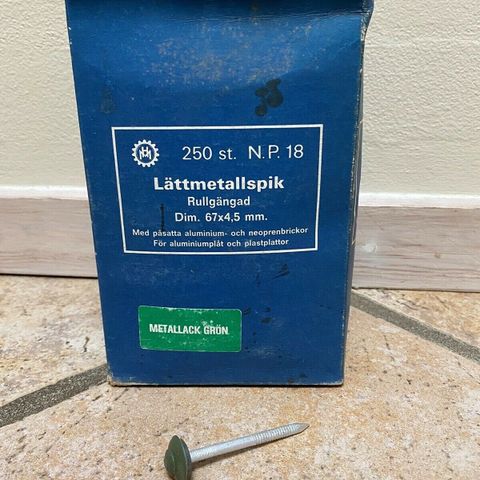 250 st. N.P. 18
Lättmetallspik
Rullgängad
Dim. 67x4,5 mm.
Med påsatta aluminium- och neoprenbrickor
För aluminiumplåt och plastplattor
METALLACK GRÖN